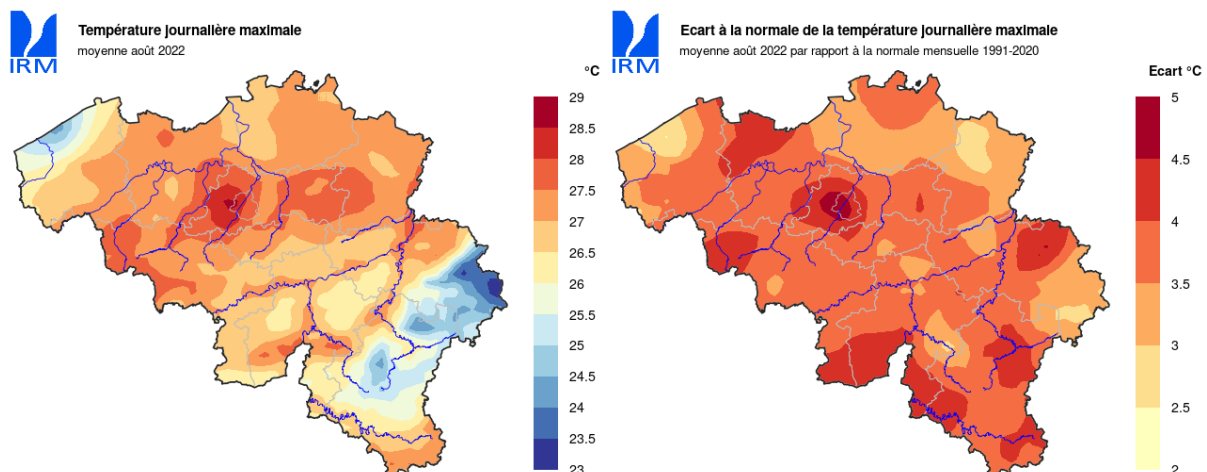 Température journalière maximale
moyenne août 2022
IRM
°C
29
28.5
28
27.5
27
26.5
26
25.5
25
24.5
24
23.5
23
Ecart à la normale de la température journalière maximale
moyenne août 2022 par rapport à la normale mensuelle 1991-2020
IRM
Ecart °C
5
4.5
4
3.5
3
2.5
2